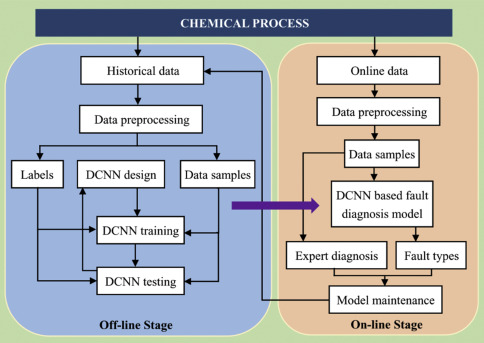 CHEMICAL PROCESS
Historical data
Data preprocessing
Labels
DCNN design
Data samples
DCNN training
DCNN testing
Off-line Stage
Online data
Data preprocessing
Data samples
DCNN based fault
diagnosis model
Expert diagnosis
Fault types
Model maintenance
On-line Stage